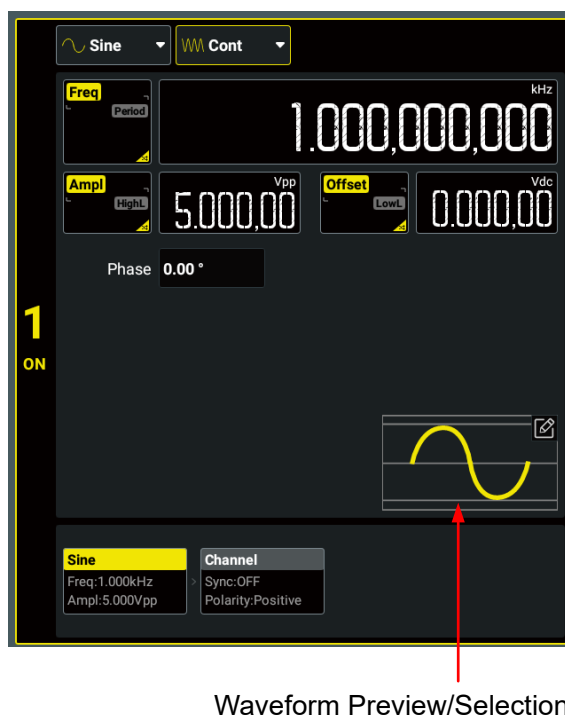 Sine Cont
Freq
Period
kHz
1.000,000,000
Ampl
HighL
Vpp
5.000,00
Offset
LowL
Vdc
0.000,00
Phase 0.00 °
1
ON
Sine
Freq:1.000kHz
Ampl:5.000Vpp
Channel
Sync:OFF
Polarity:Positive
Waveform Preview/Selection